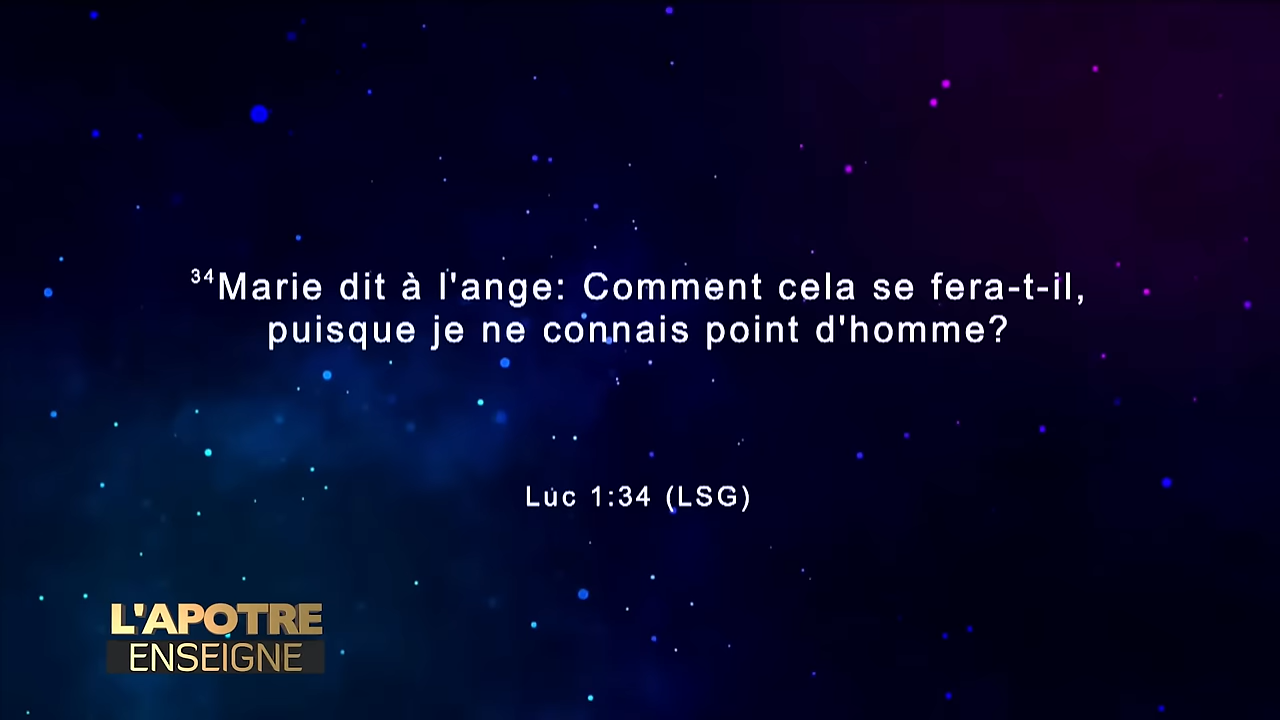 ³⁴Marie dit à l'ange: Comment cela se fera-t-il,
puisque je ne connais point d'homme?
Luc 1:34 (LSG)
L'APOTRE
ENSEIGNE